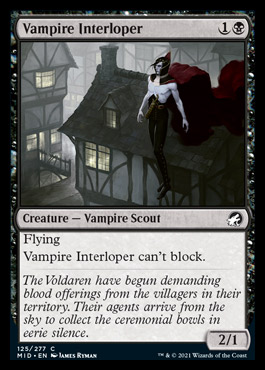 Vampire Interloper 1
Creature — Vampire Scout
Flying
Vampire Interloper can't block.
The Voldaren have begun demanding
blood offerings from the villagers in their
territory. Their agents arrive from the
sky to collect the ceremonial bowls in
eerie silence.
2/1
125/277 C
MID • EN James Ryman
™ & © 2021 Wizards of the Coast